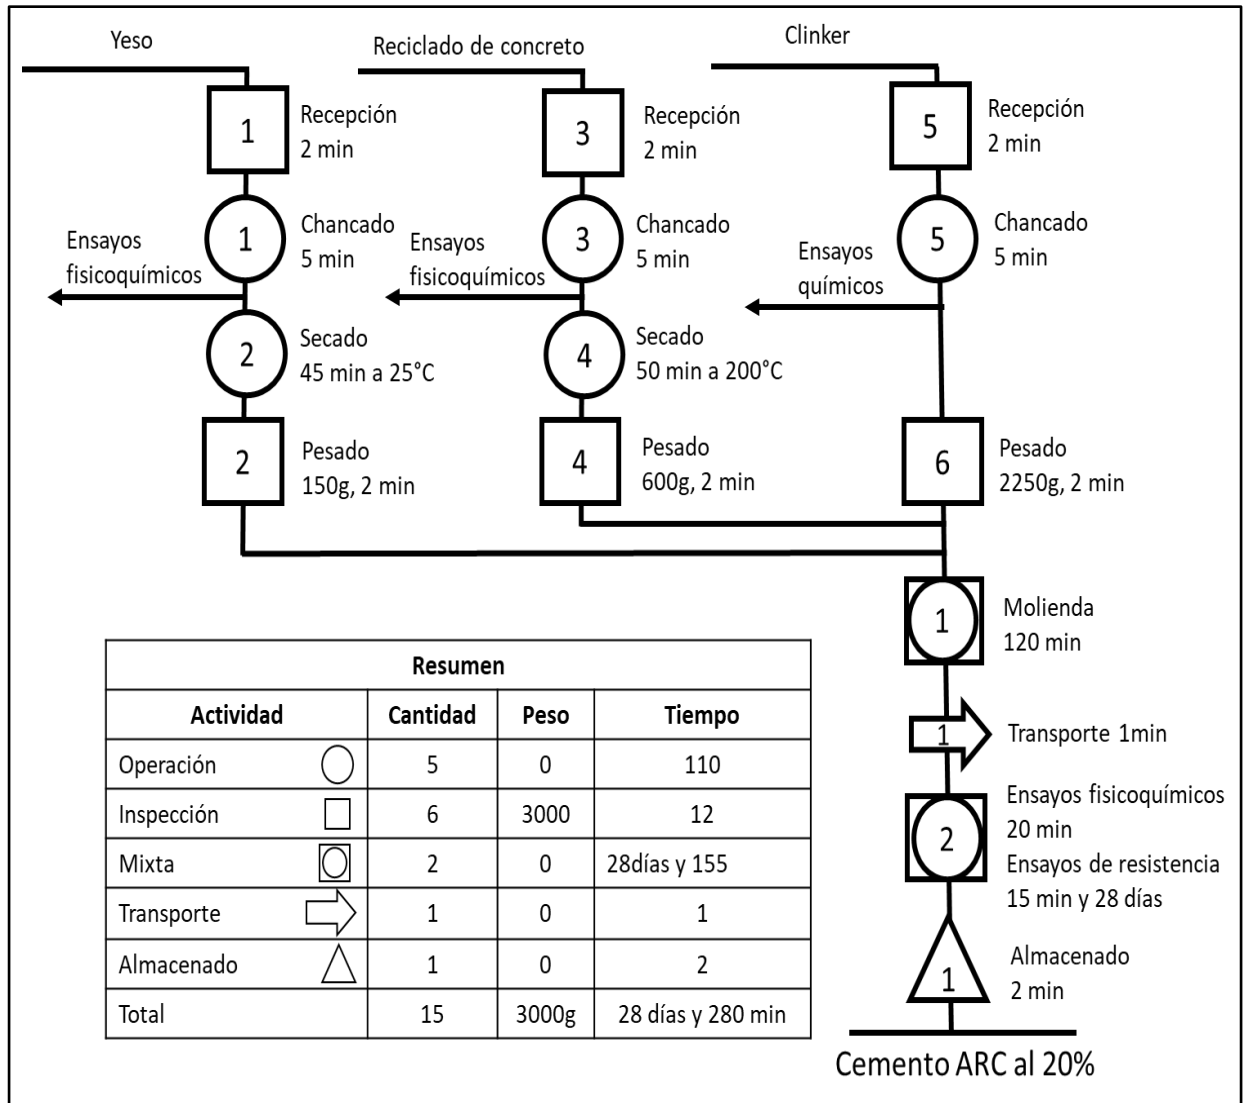 Yeso
1
Recepción
2 min
1
Chancado
5 min
Ensayos
fisicoquímicos
2
Secado
45 min a 25°C
2
Pesado
150g, 2 min
Reciclado de concreto
3
Recepción
2 min
3
Chancado
5 min
Ensayos
fisicoquímicos
4
Secado
50 min a 200°C
4
Pesado
600g, 2 min
Clinker
5
Recepción
2 min
5
Chancado
5 min
Ensayos
químicos
6
Pesado
2250g, 2 min
1
Molienda
120 min
1
Transporte 1min
2
Ensayos fisicoquímicos
20 min
Ensayos de resistencia
15 min y 28 días
1
Almacenado
2 min
Cemento ARC al 20%
Resumen
Actividad Cantidad Peso Tiempo
Operación 5 0 110
Inspección 6 3000 12
Mixta 2 0 28días y 155
Transporte 1 0 1
Almacenado 1 0 2
Total 15 3000g 28 días y 280 min